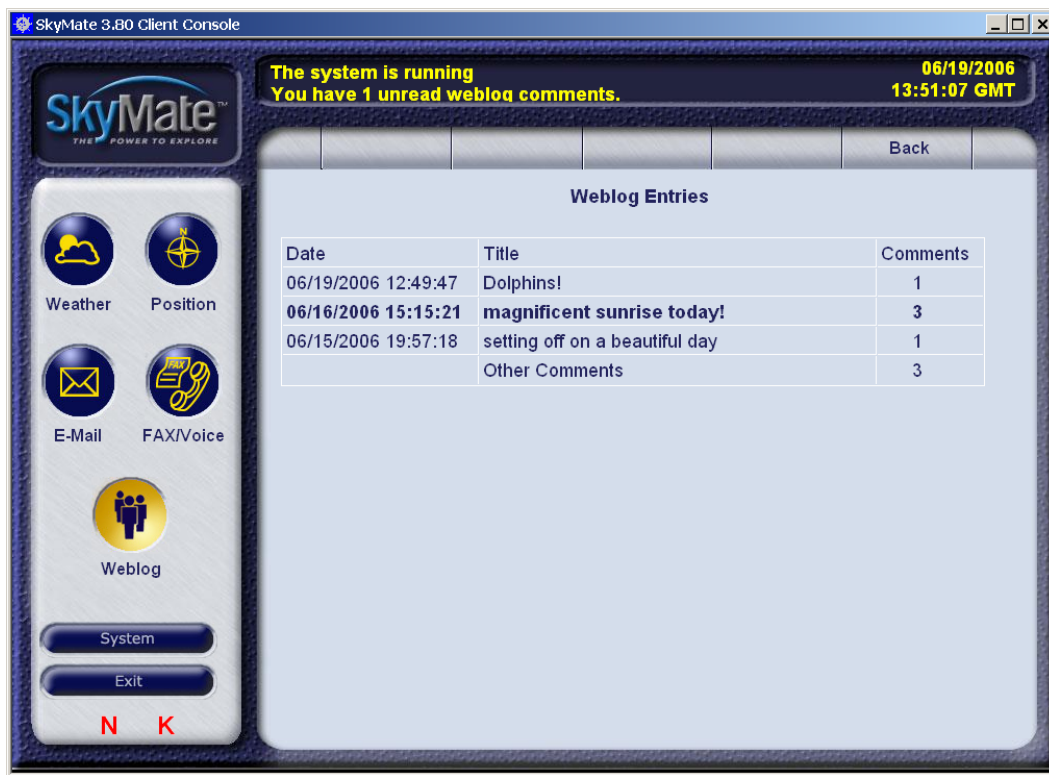 SkyMate 3.80 Client Console
The system is running
You have 1 unread weblog comments.
06/19/2006
13:51:07 GMT
SkyMate™
THE POWER TO EXPLORE
Back
Weblog Entries
Date Title Comments
06/19/2006 12:49:47 Dolphins! 1
06/16/2006 15:15:21 magnificent sunrise today! 3
06/15/2006 19:57:18 setting off on a beautiful day 1
Other Comments 3
N
Weather Position
FAX
E-Mail FAX/Voice
Weblog
System
Exit
N K